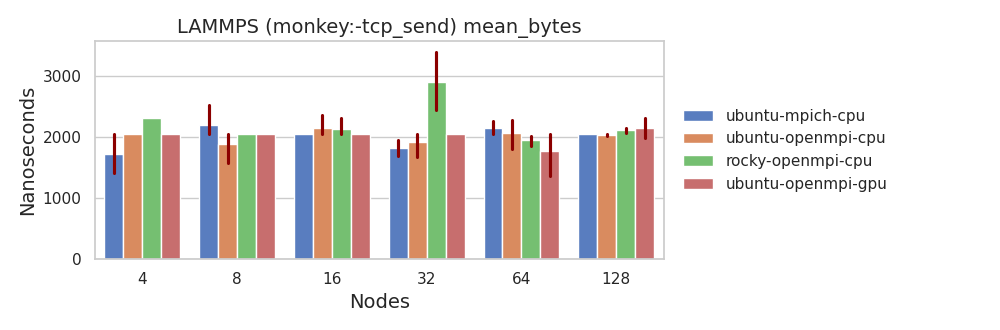 LAMMPS (monkey:-tcp_send) mean_bytes
Nanoseconds
3000
2000
1000
0
4 8 16 32 64 128
Nodes
ubuntu-mpich-cpu
ubuntu-openmpi-cpu
rocky-openmpi-cpu
ubuntu-openmpi-gpu